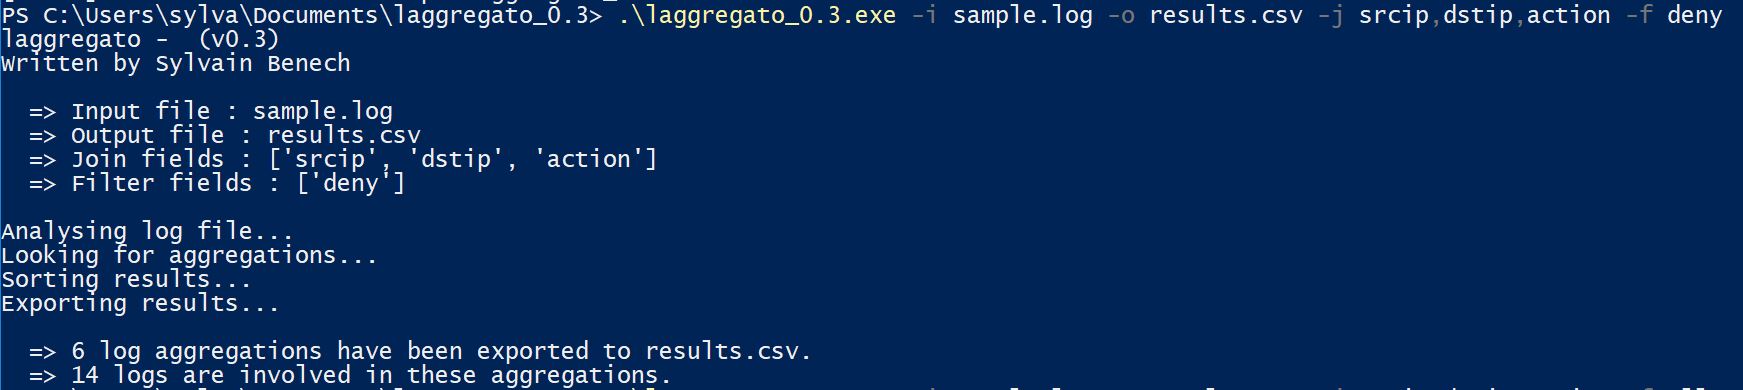 PS C:\Users\sylva\Documents\laggregato_0.3> .\laggregato_0.3.exe -i sample.log -o results.csv -j srcip,dstip,action -f deny
laggregato -  (v0.3)
Written by Sylvain Benech
=> Input file : sample.log
=> Output file : results.csv
=> Join fields : ['srcip', 'dstip', 'action']
=> Filter fields : ['deny']
Analysing log file...
Looking for aggregations...
Sorting results...
Exporting results...
=> 6 log aggregations have been exported to results.csv.
=> 14 logs are involved in these aggregations.